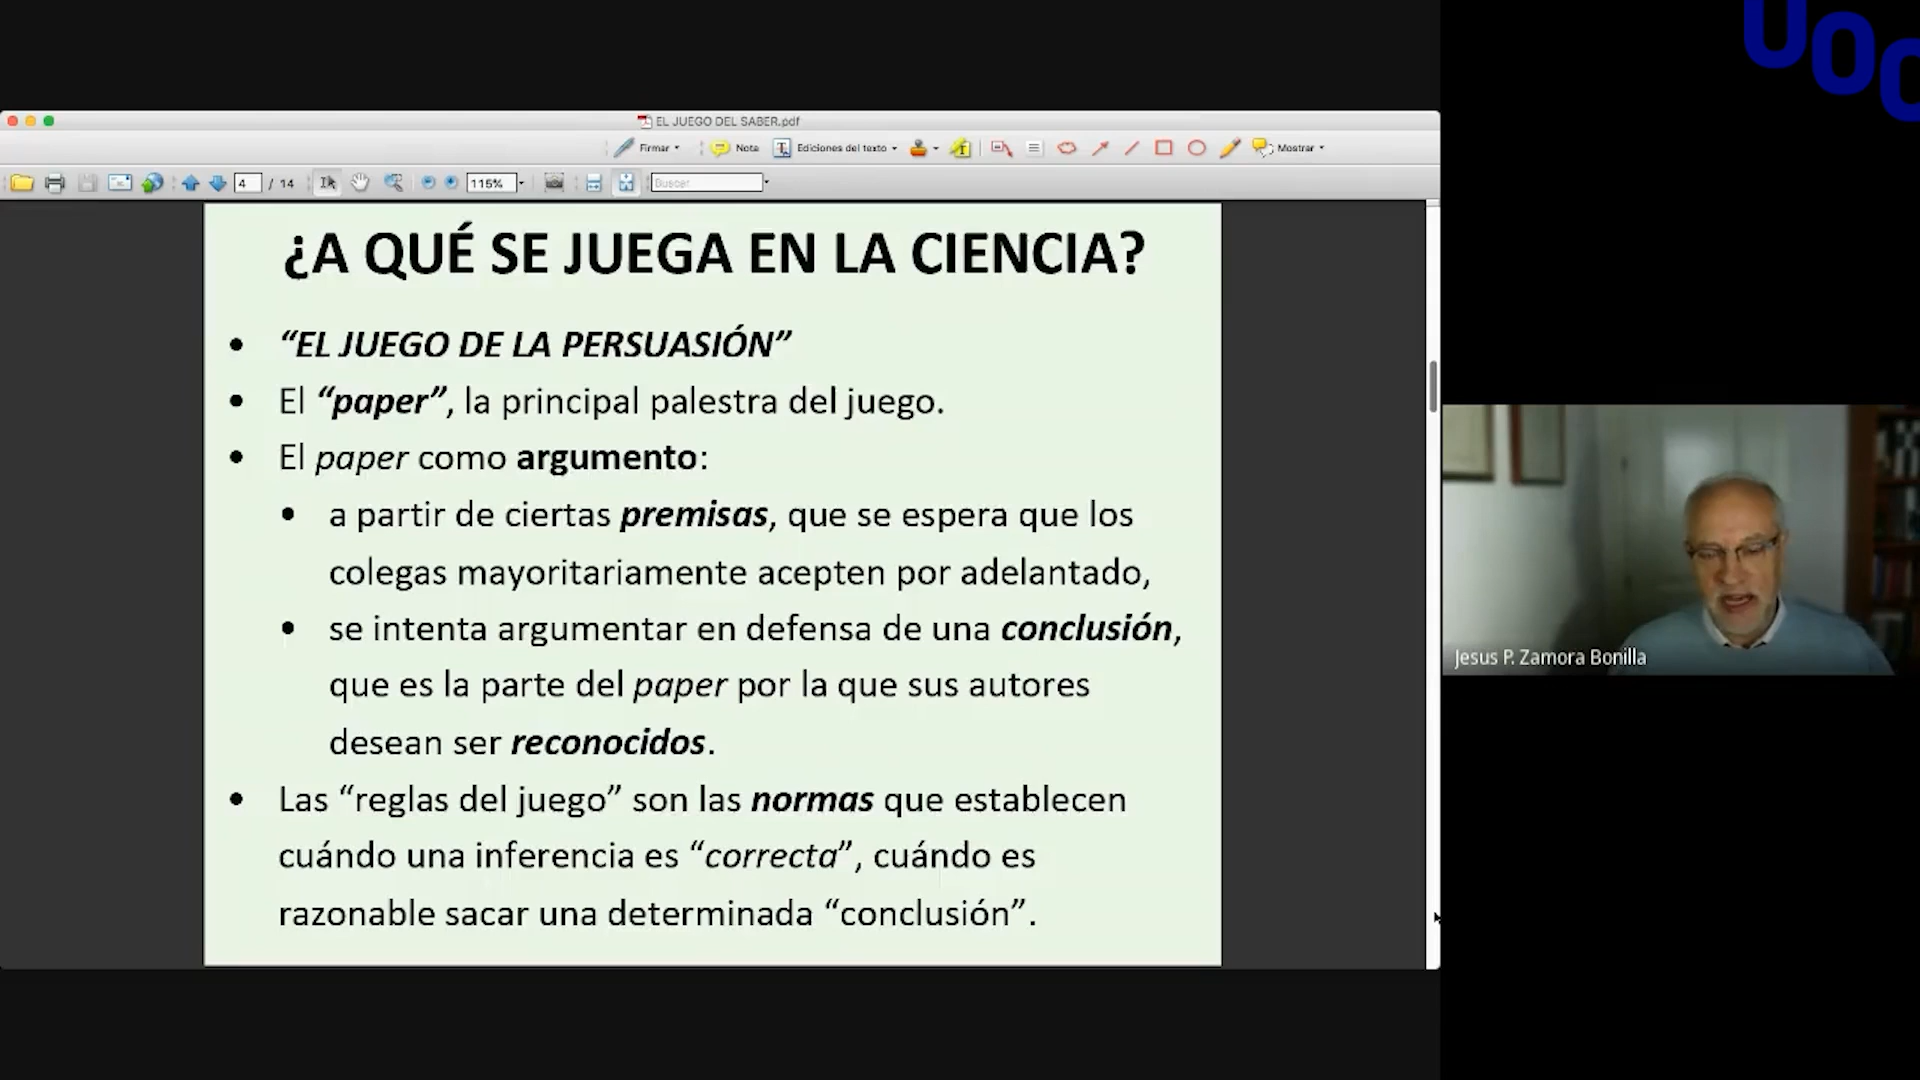 UOC
EL JUEGO DEL SABER.pdf
Firmar
Nota
Ediciones del texto
Mostrar
4 / 14
115%
Buscar
¿A QUÉ SE JUEGA EN LA CIENCIA?
• “EL JUEGO DE LA PERSUASIÓN”
• El “paper”, la principal palestra del juego.
• El paper como argumento:
• a partir de ciertas premisas, que se espera que los
colegas mayoritariamente acepten por adelantado,
• se intenta argumentar en defensa de una conclusión,
que es la parte del paper por la que sus autores
desean ser reconocidos.
• Las “reglas del juego” son las normas que establecen
cuándo una inferencia es “correcta”, cuándo es
razonable sacar una determinada “conclusión”.
Jesus P. Zamora Bonilla